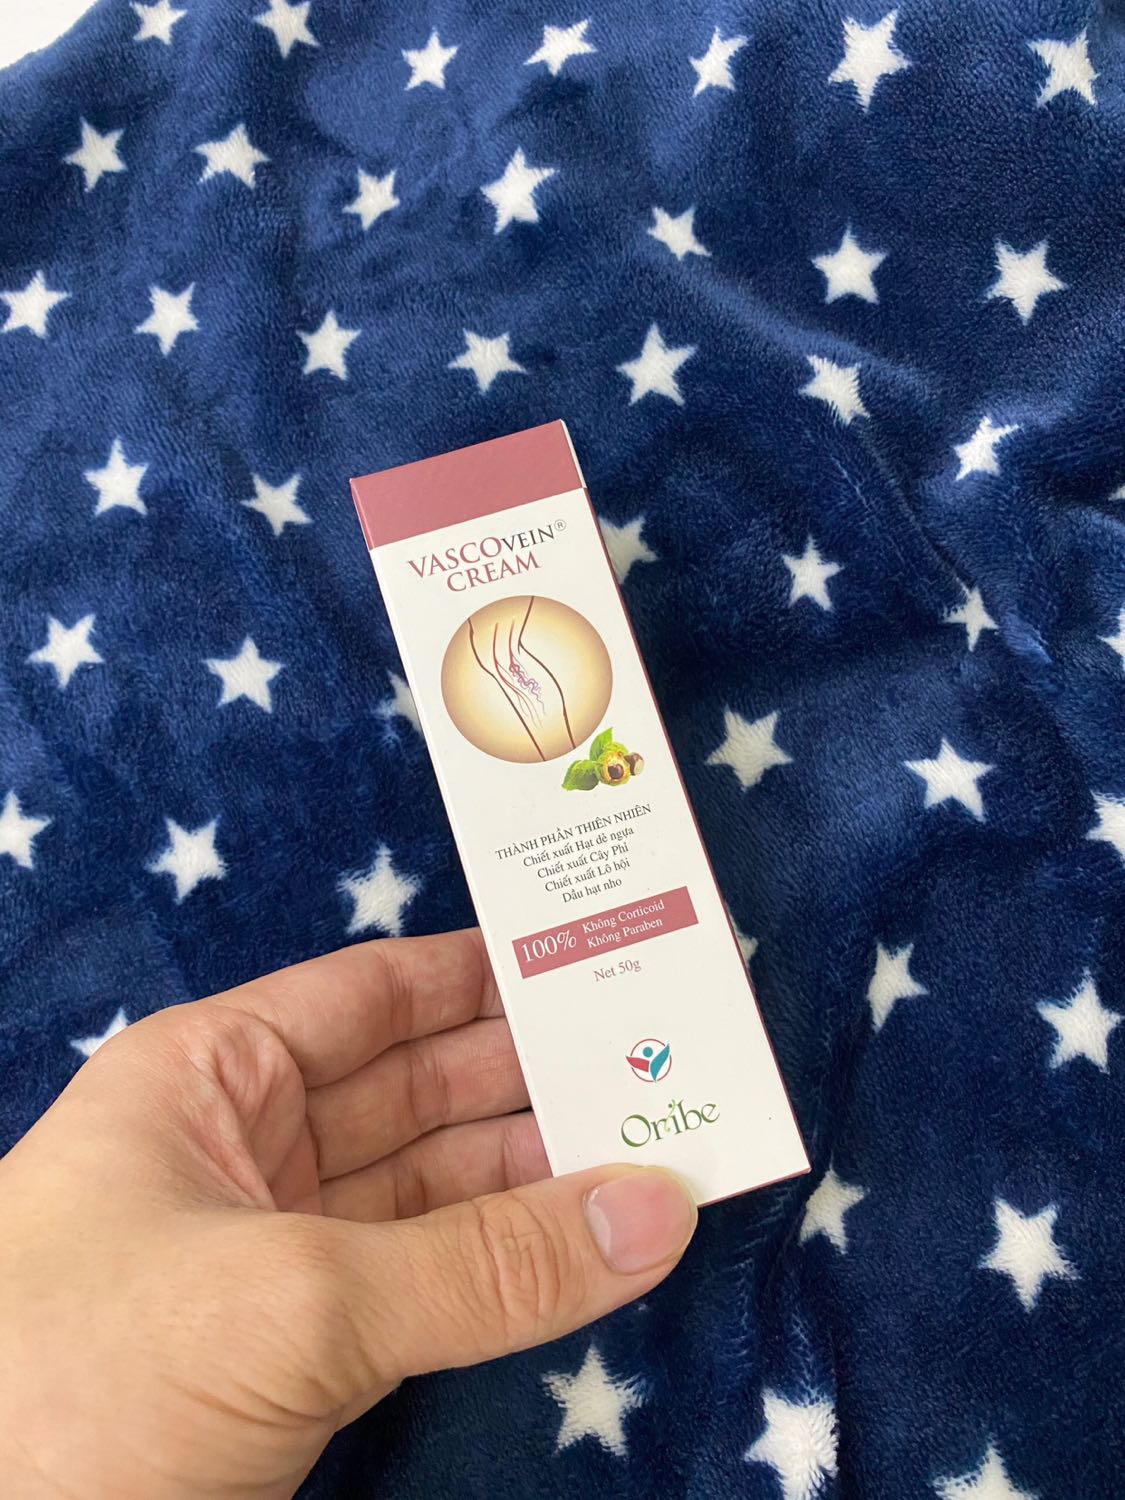 VASCOVEIN®
CREAM
THÀNH PHẦN THIÊN NHIÊN
Chiết xuất Hạt dẻ ngựa
Chiết xuất Cây Phỉ
Chiết xuất Lô hội
Dầu hạt nho
100% Không Corticoid
Không Paraben
Net 50g
Oribe